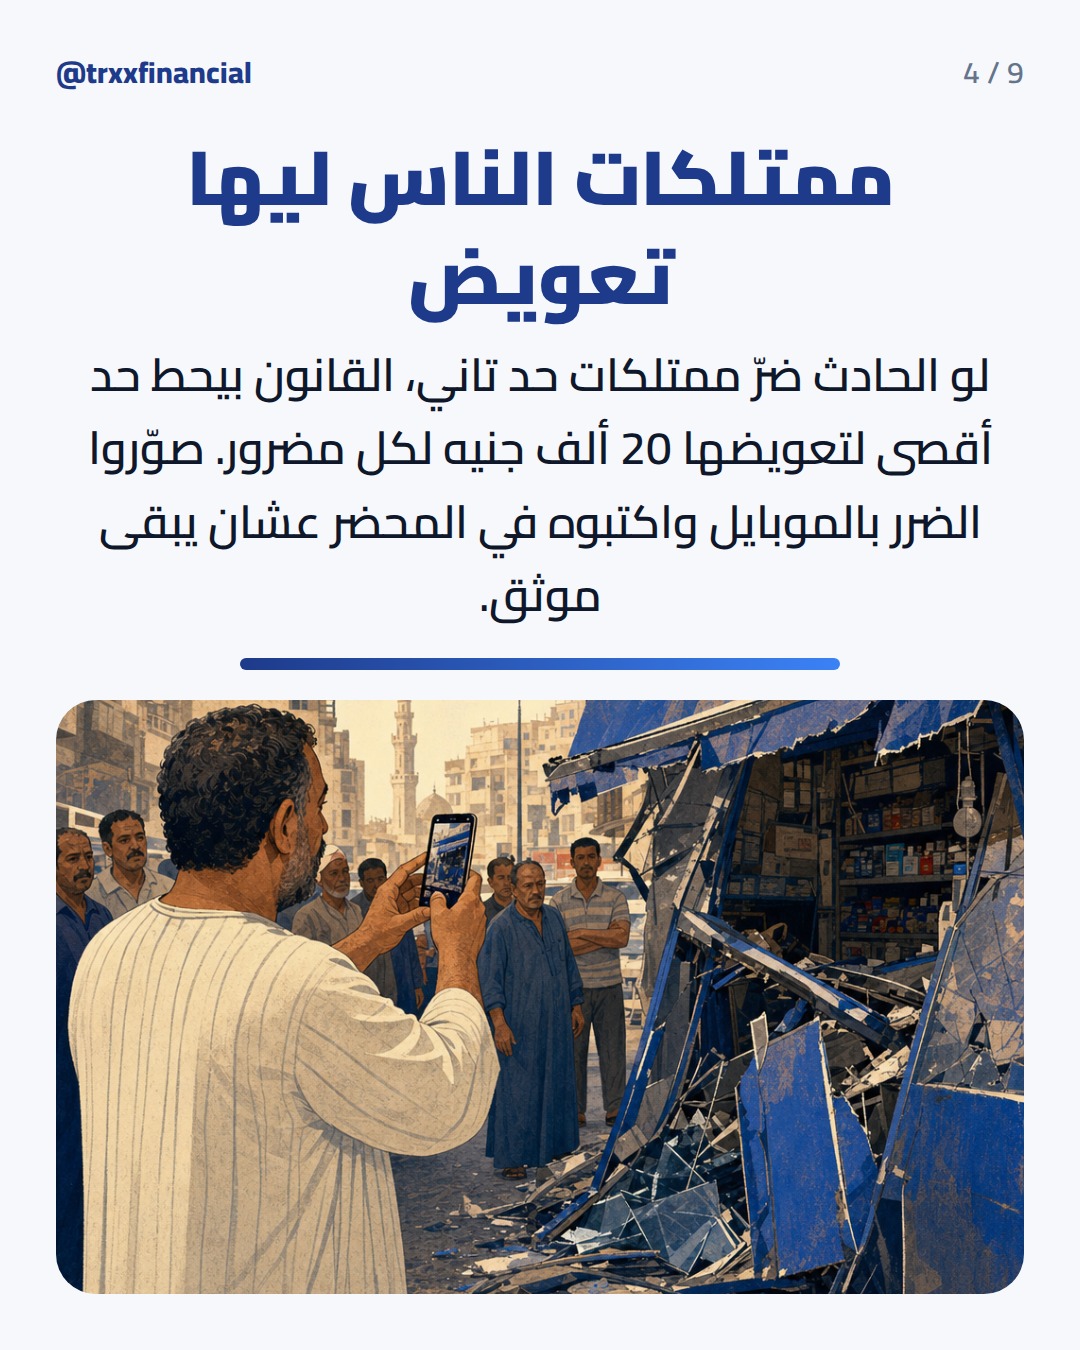 @trxxfinancial
4 / 9
ممتلكات الناس ليها
تعويض
لو الحادث ضرّ ممتلكات حد تاني، القانون بيحط حد
أقصى لتعويضها 20 ألف جنيه لكل مضرور. صوّروا
الضرر بالموبايل واكتبوه في المحضر عشان يبقى
موثق.